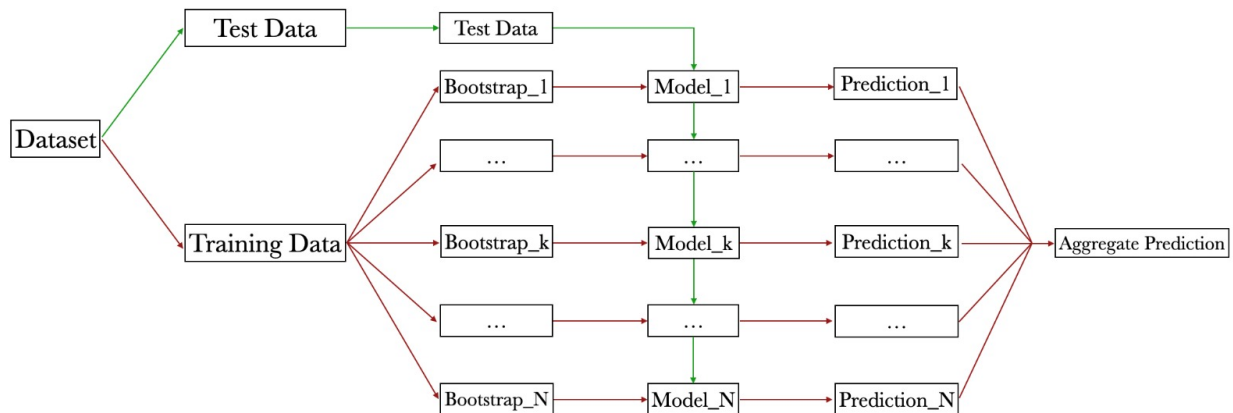 Test Data
Test Data
Bootstrap_1
Model_1
Prediction_1
Dataset
...
...
...
Training Data
Bootstrap_k
Model_k
Prediction_k
Aggregate Prediction
...
...
...
Bootstrap_N
Model_N
Prediction_N